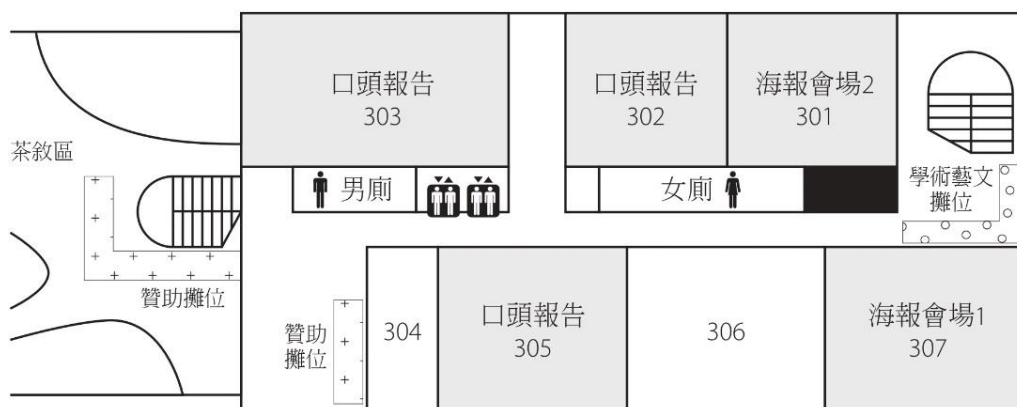 口頭報告
303
口頭報告
302
海報會場2
301
茶敘區
男廁
女廁
學術藝文
攤位
贊助攤位
贊助
攤位
304
口頭報告
305
306
海報會場1
307